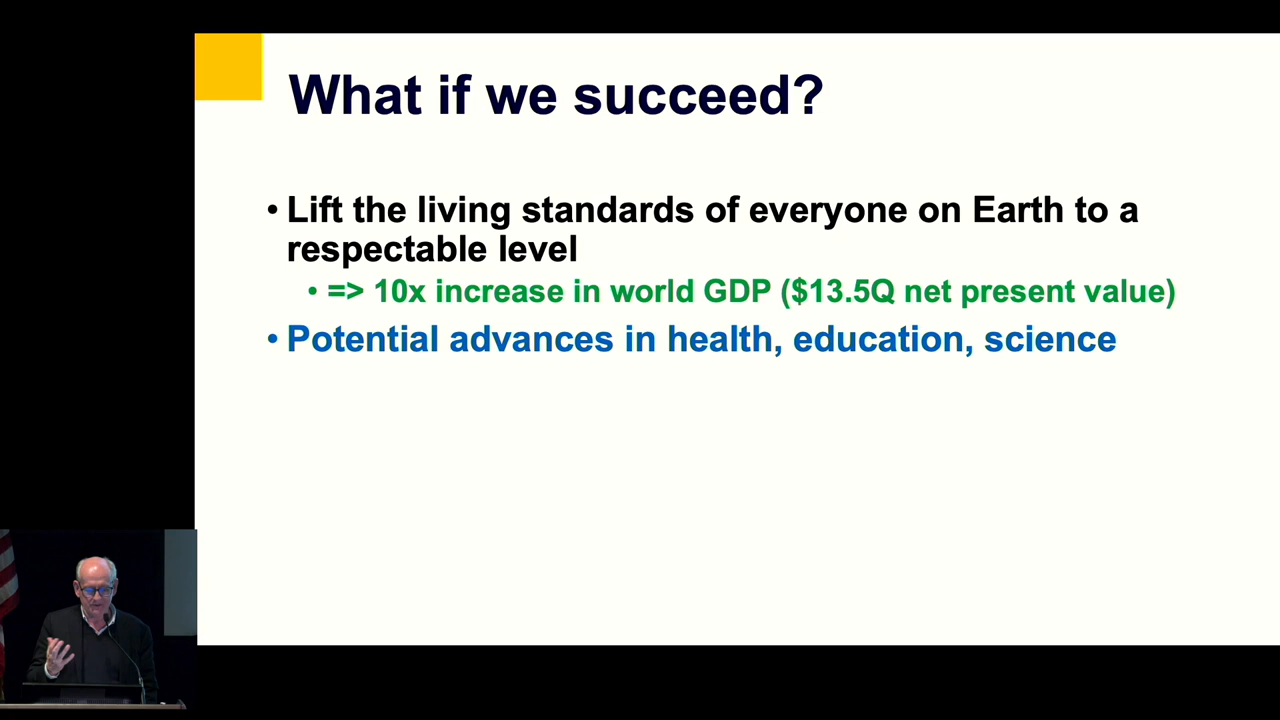 What if we succeed?
• Lift the living standards of everyone on Earth to a
respectable level
• => 10x increase in world GDP ($13.5Q net present value)
• Potential advances in health, education, science